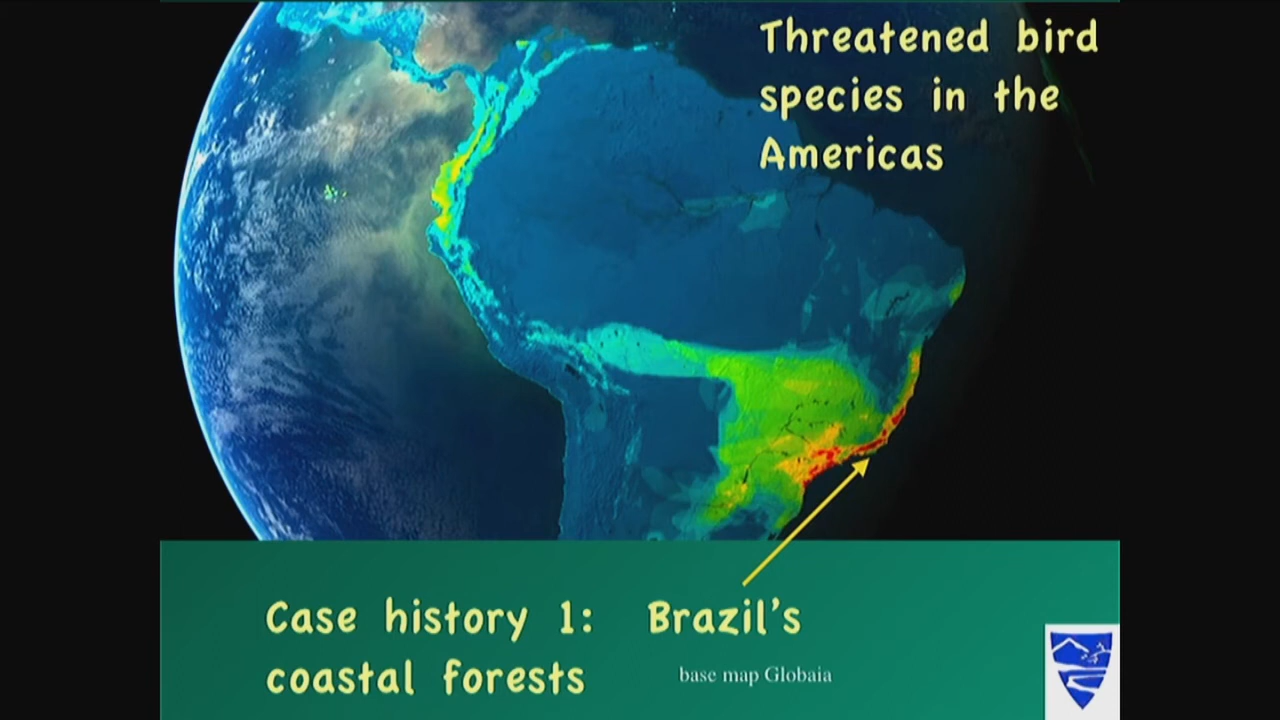 Threatened bird
species in the
Americas
Case history 1: Brazil's
coastal forests
base map Globaia